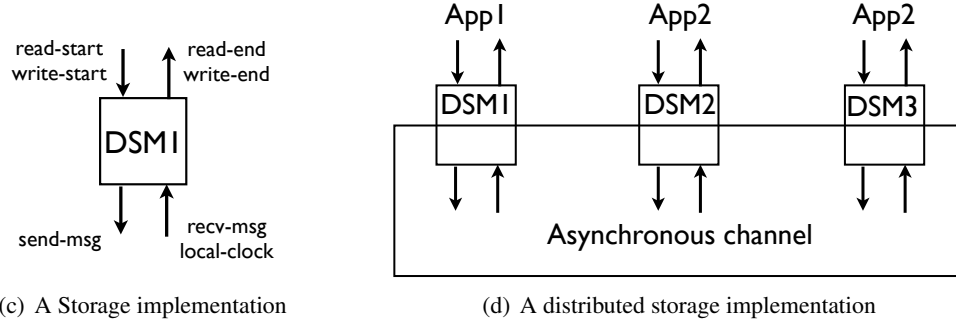 App1 App2 App2
read-start read-end
write-start write-end
DSM1 DSM2 DSM3
DSM1
send-msg recv-msg
local-clock
Asynchronous channel
(c) A Storage implementation (d) A distributed storage implementation